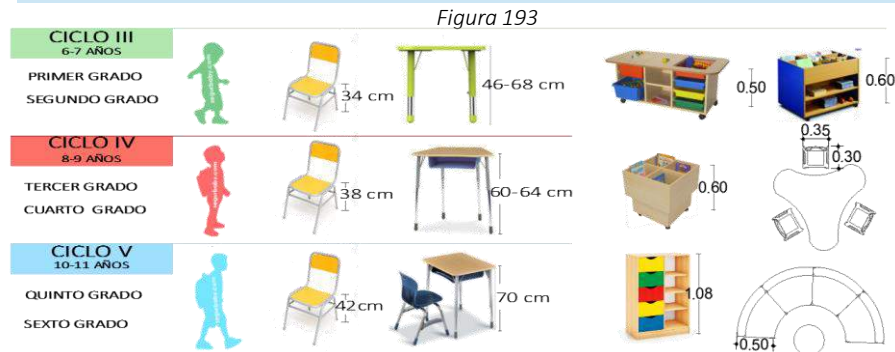 Figura 193
CICLO III
6-7 AÑOS
PRIMER GRADO
SEGUNDO GRADO
34 cm
46-68 cm
0.50
0.60
CICLO IV
8-9 AÑOS
TERCER GRADO
CUARTO GRADO
38 cm
60-64 cm
0.60
0.35
0.30
CICLO V
10-11 AÑOS
QUINTO GRADO
SEXTO GRADO
42cm
70 cm
1.08
0.50